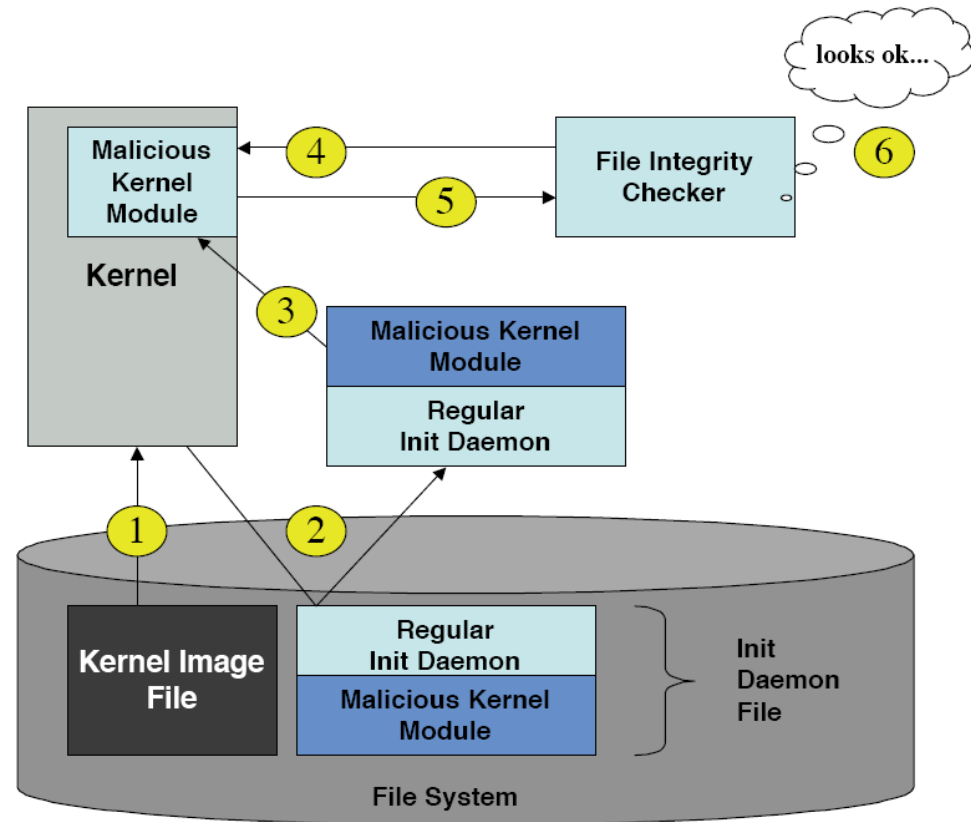 looks ok...
Malicious
Kernel
Module
4
File Integrity
Checker
6
5
Kernel
3
Malicious Kernel
Module
Regular
Init Daemon
1
2
Kernel Image
File
Regular
Init Daemon
Malicious Kernel
Module
Init
Daemon
File
File System